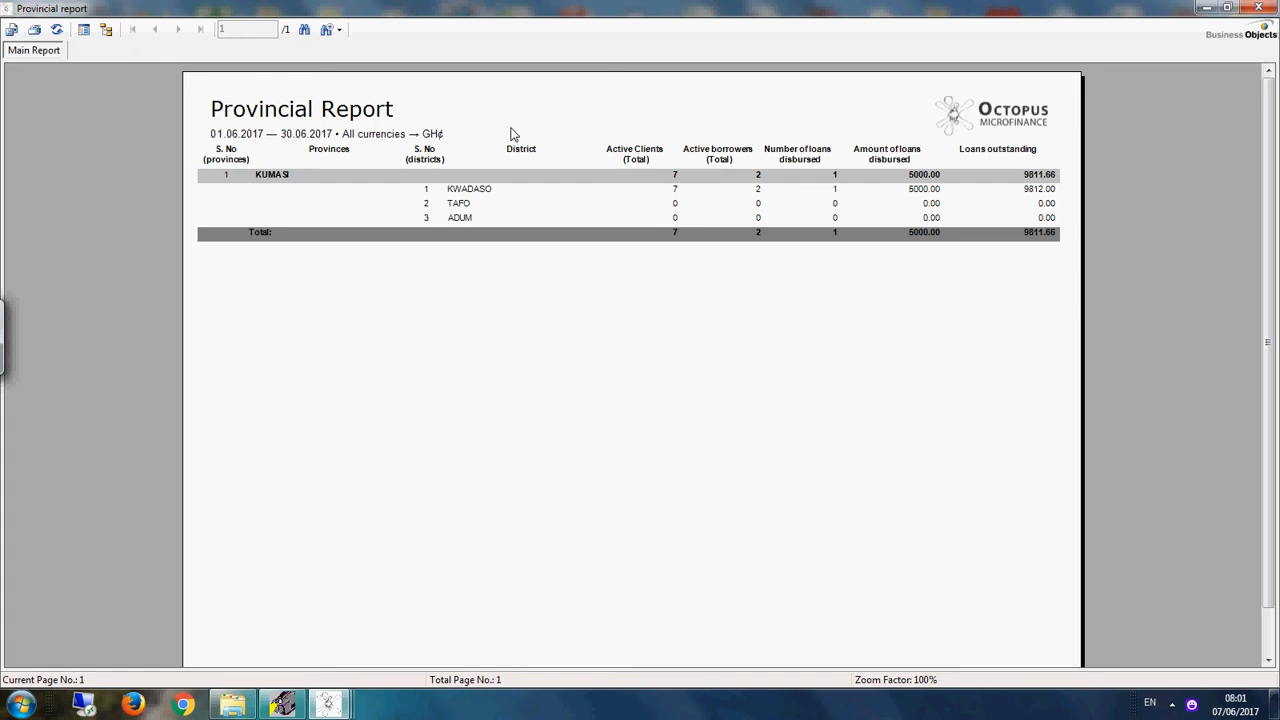 Provincial report
1 /1
Business Objects
Main Report
Provincial Report
OCTOPUS
MICROFINANCE
01.06.2017 — 30.06.2017 • All currencies → GH¢
S. No (provinces) Provinces S. No (districts) District Active Clients (Total) Active borrowers (Total) Number of loans disbursed Amount of loans disbursed Loans outstanding
1 KUMASI 7 2 1 5000.00 9811.66
1 KWADASO 7 2 1 5000.00 9812.00
2 TAFO 0 0 0 0.00 0.00
3 ADUM 0 0 0 0.00 0.00
Total: 7 2 1 5000.00 9811.66
Current Page No.: 1 Total Page No.: 1 Zoom Factor: 100%
EN 08:01
07/06/2017